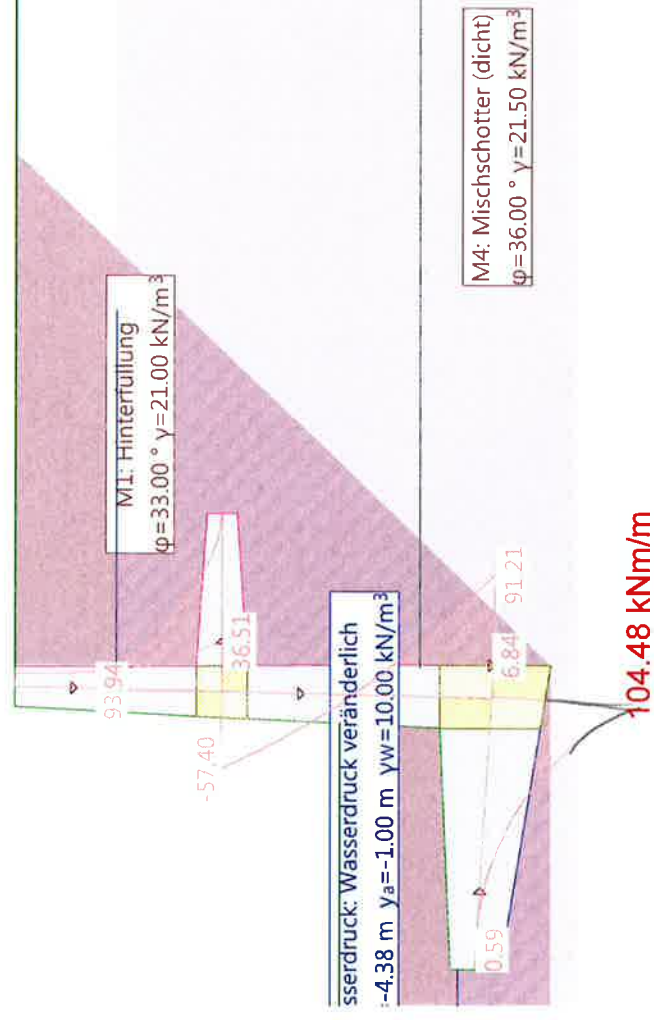 M1: Hinterfüllung
φ=33.00 ° γ=21.00 kN/m³
M4: Mischschotter (dicht)
φ=36.00 ° γ=21.50 kN/m³
93.94
36.51
-57.40
sserdruck: Wasserdruck veränderlich
-4.38 m ya=-1.00 m γw=10.00 kN/m³
91.21
6.84
0.59
104.48 kNm/m